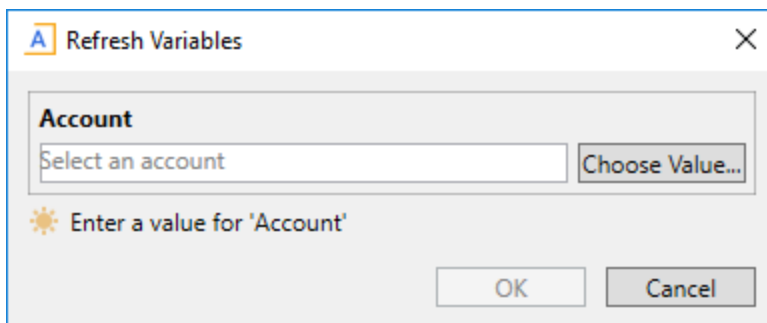 A Refresh Variables
Account
Select an account
Choose Value...
Enter a value for 'Account'
OK
Cancel